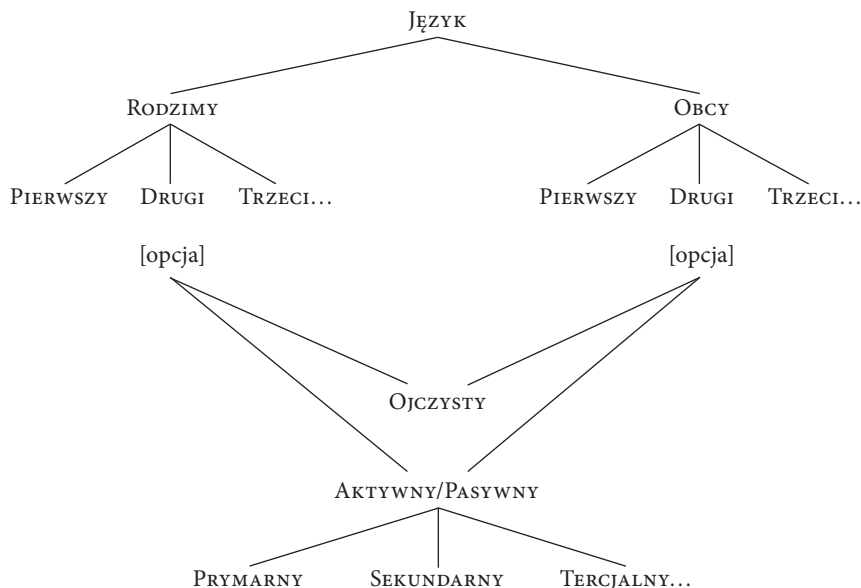 Język
Rodzimy Obcy
Pierwszy Drugi Trzeci… Pierwszy Drugi Trzeci…
[opcja] [opcja]
Ojczysty
Aktywny/Pasywny
Prymarny Sekundarny Tercjalny…